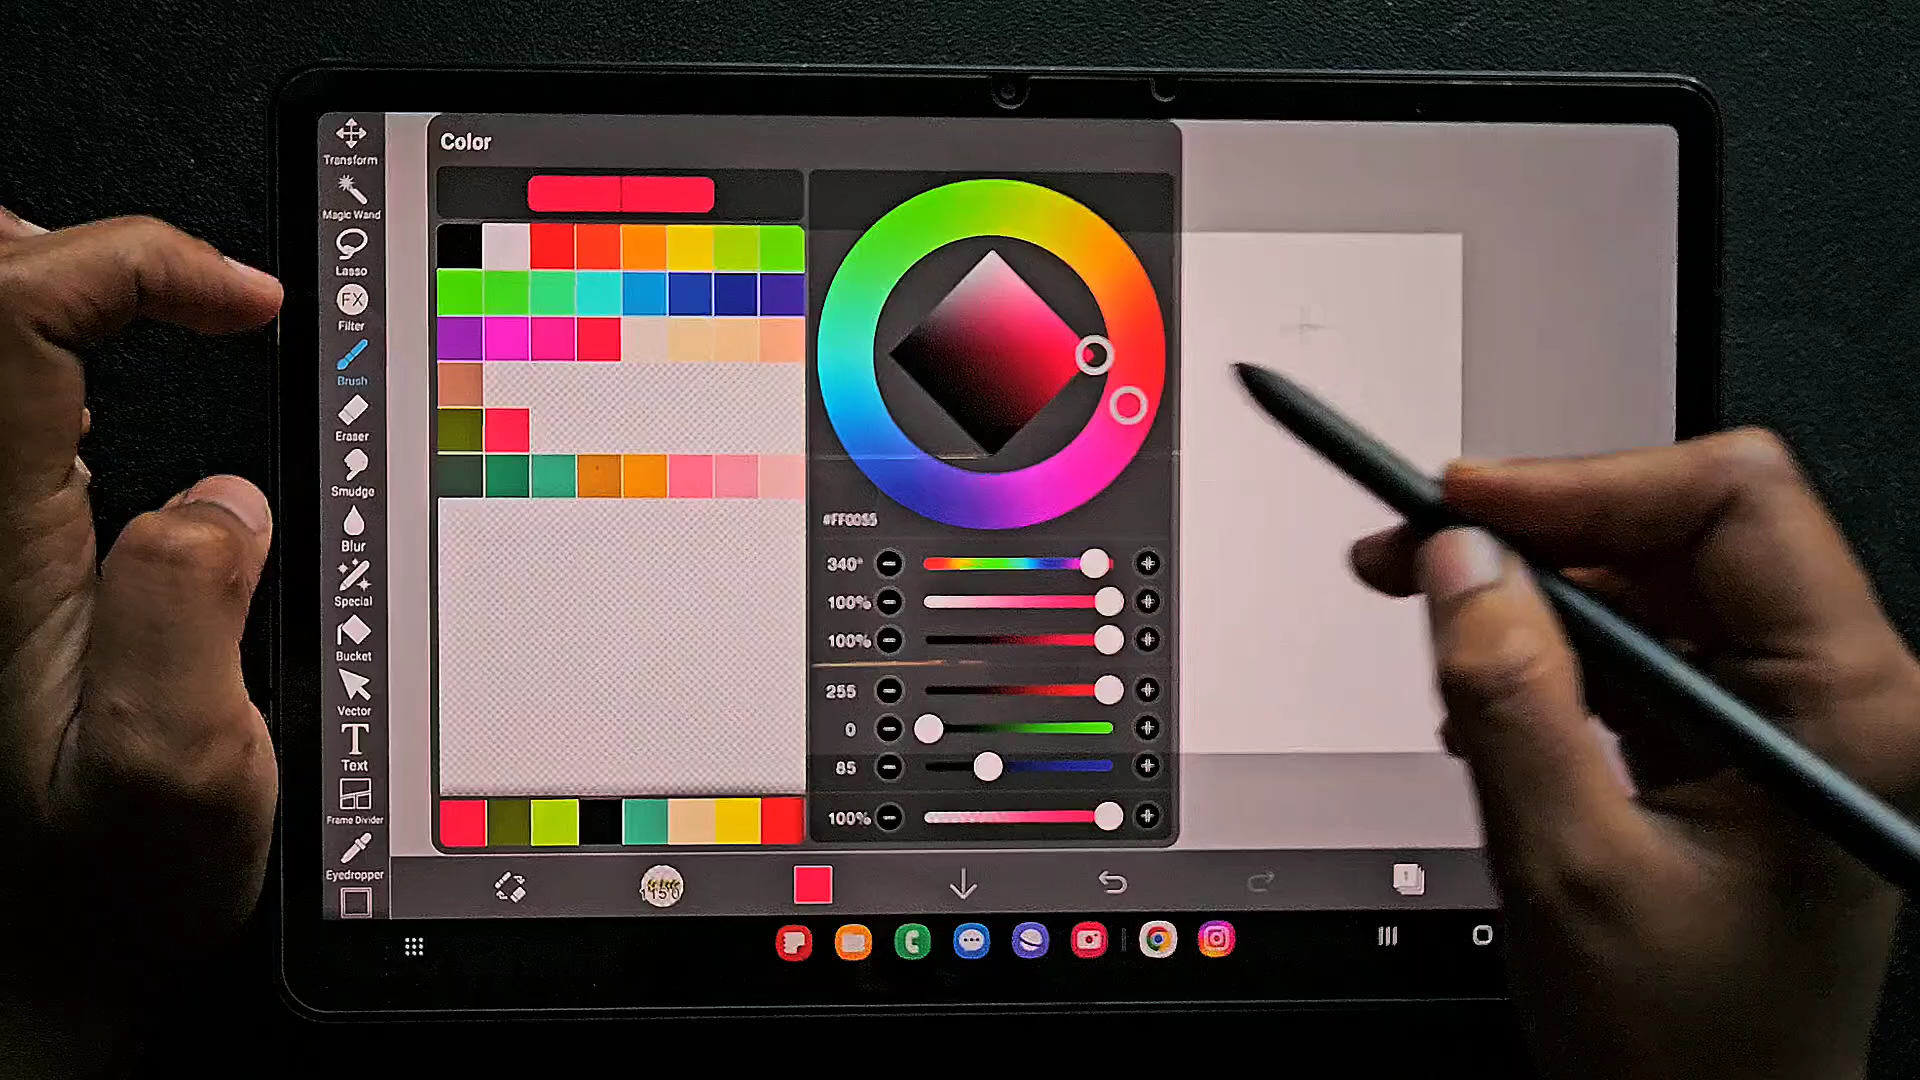 Color
Transform
Magic Wand
Lasso
FX
Filter
Brush
Eraser
Smudge
Blur
Special
Bucket
Vector
T
Text
Frame Divider
Eyedropper
#FF0055
340°
100%
100%
255
0
85
100%
1